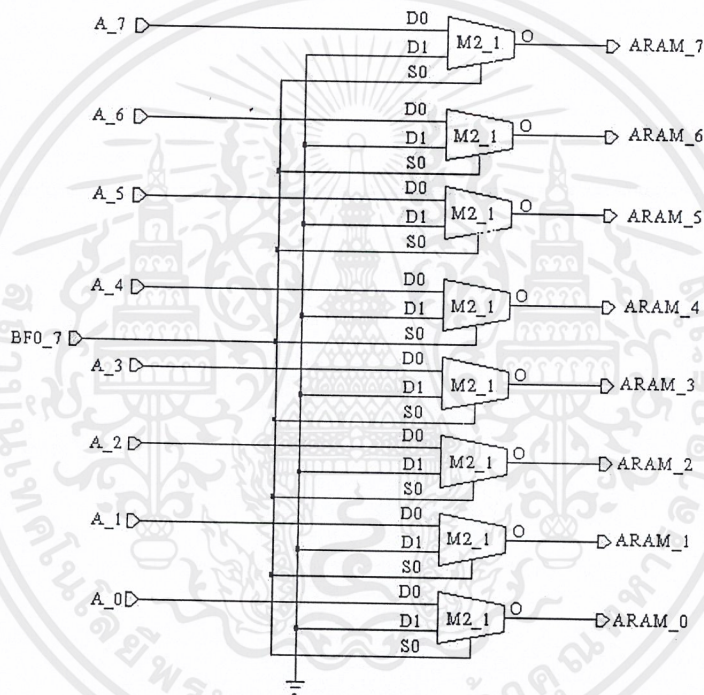 A_7 D0 M2_1 O ARAM_7
D1
S0
A_6 D0 M2_1 O ARAM_6
D1
S0
A_5 D0 M2_1 O ARAM_5
D1
S0
A_4 D0 M2_1 O ARAM_4
D1
S0
BF0_7
A_3 D0 M2_1 O ARAM_3
D1
S0
A_2 D0 M2_1 O ARAM_2
D1
S0
A_1 D0 M2_1 O ARAM_1
D1
S0
A_0 D0 M2_1 O ARAM_0
D1
S0